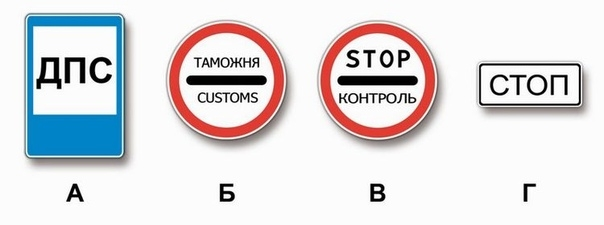 ДПС
ТАМОЖНЯ
CUSTOMS
STOP
КОНТРОЛЬ
СТОП
А
Б
В
Г